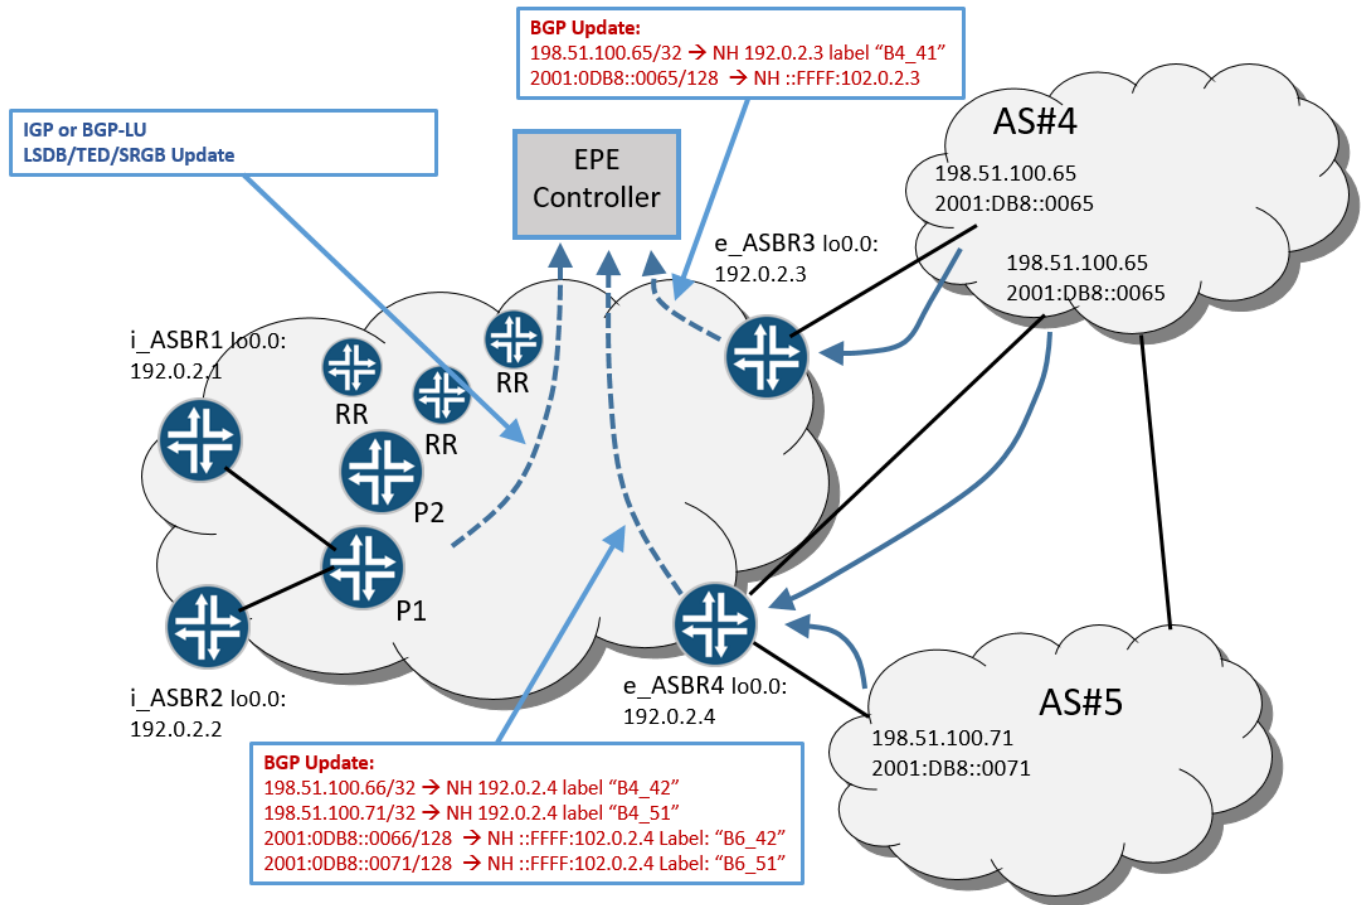 BGP Update:
198.51.100.65/32 → NH 192.0.2.3 label “B4_41”
2001:0DB8::0065/128 → NH ::FFFF:102.0.2.3
IGP or BGP-LU
LSDB/TED/SRGB Update
EPE
Controller
AS#4
198.51.100.65
2001:DB8::0065
198.51.100.65
2001:DB8::0065
e_ASBR3 lo0.0:
192.0.2.3
i_ASBR1 lo0.0:
192.0.2.1
RR
RR
RR
P2
P1
i_ASBR2 lo0.0:
192.0.2.2
e_ASBR4 lo0.0:
192.0.2.4
AS#5
198.51.100.71
2001:DB8::0071
BGP Update:
198.51.100.66/32 → NH 192.0.2.4 label “B4_42”
198.51.100.71/32 → NH 192.0.2.4 label “B4_51”
2001:0DB8::0066/128 → NH ::FFFF:102.0.2.4 Label: “B6_42”
2001:0DB8::0071/128 → NH ::FFFF:102.0.2.4 Label: “B6_51”